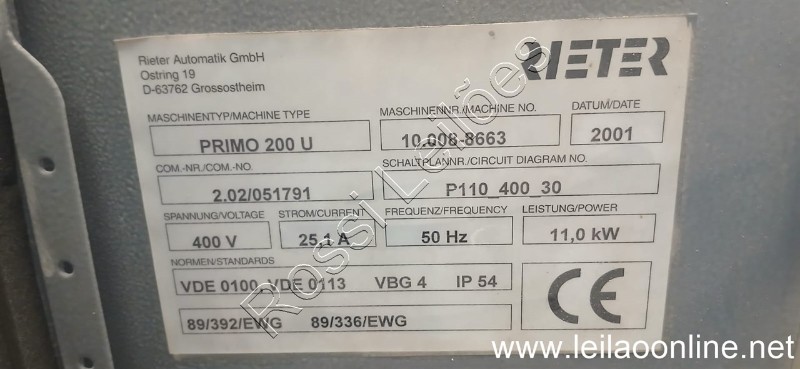 Rieter Automatik GmbH
Ostring 19
D-63762 Grossostheim
RIETER
MASCHINENTYP/MACHINE TYPE
PRIMO 200 U
MASCHINENNR./MACHINE NO.
10.008-8663
DATUM/DATE
2001
COM.-NR./COM.-NO.
2.02/051791
SCHALTPLANNR./CIRCUIT DIAGRAM NO.
P110_400_30
SPANNUNG/VOLTAGE
400 V
STROM/CURRENT
25,1 A
FREQUENZ/FREQUENCY
50 Hz
LEISTUNG/POWER
11,0 kW
NORMEN/STANDARDS
VDE 0100, VDE 0113 VBG 4 IP 54
89/392/EWG 89/336/EWG
CE
Rossi Leilões
www.leilaoonline.net